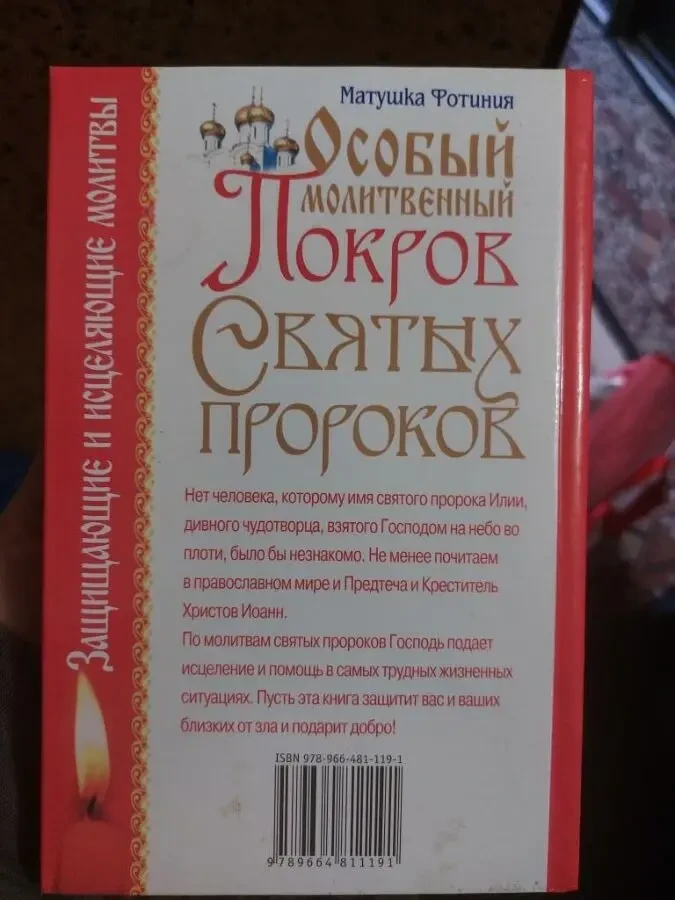 Защищающие и исцеляющие молитвы
Матушка Фотиния
Особый
молитвенный
Покров
Святых
пророков
Нет человека, которому имя святого пророка Илии,
дивного чудотворца, взятого Господом на небо во
плоти, было бы незнакомо. Не менее почитаем
в православном мире и Предтеча и Креститель
Христов Иоанн.
По молитвам святых пророков Господь подает
исцеление и помощь в самых трудных жизненных
ситуациях. Пусть эта книга защитит вас и ваших
близких от зла и подарит добро!
ISBN 978-966-481-119-1
9 789664 811191